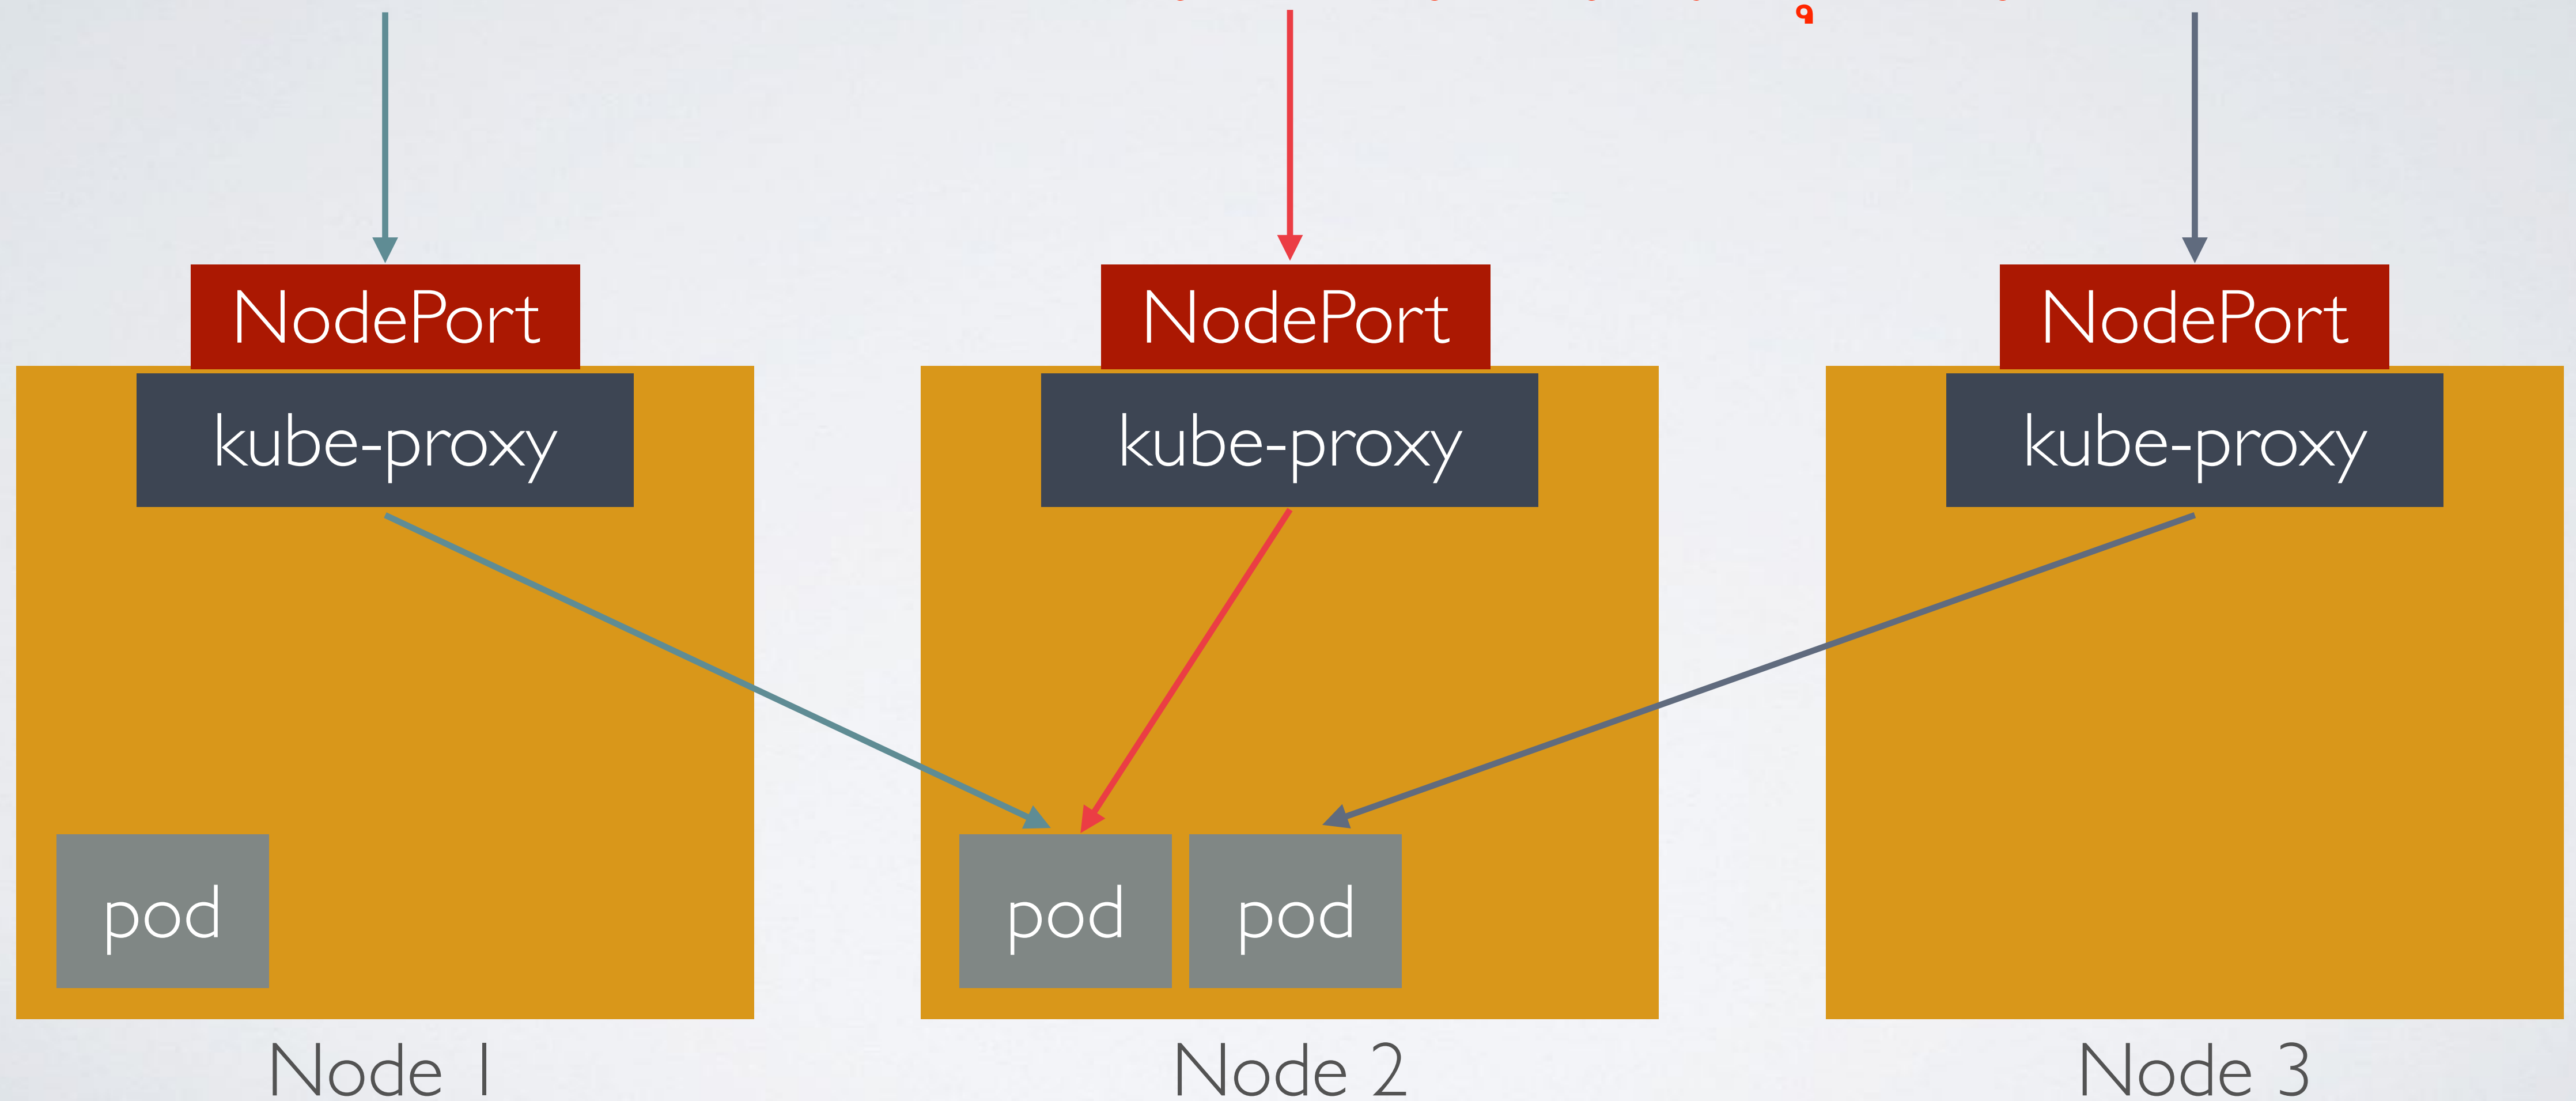 NodePort NodePort NodePort
kube-proxy kube-proxy kube-proxy
pod pod pod
Node 1 Node 2 Node 3